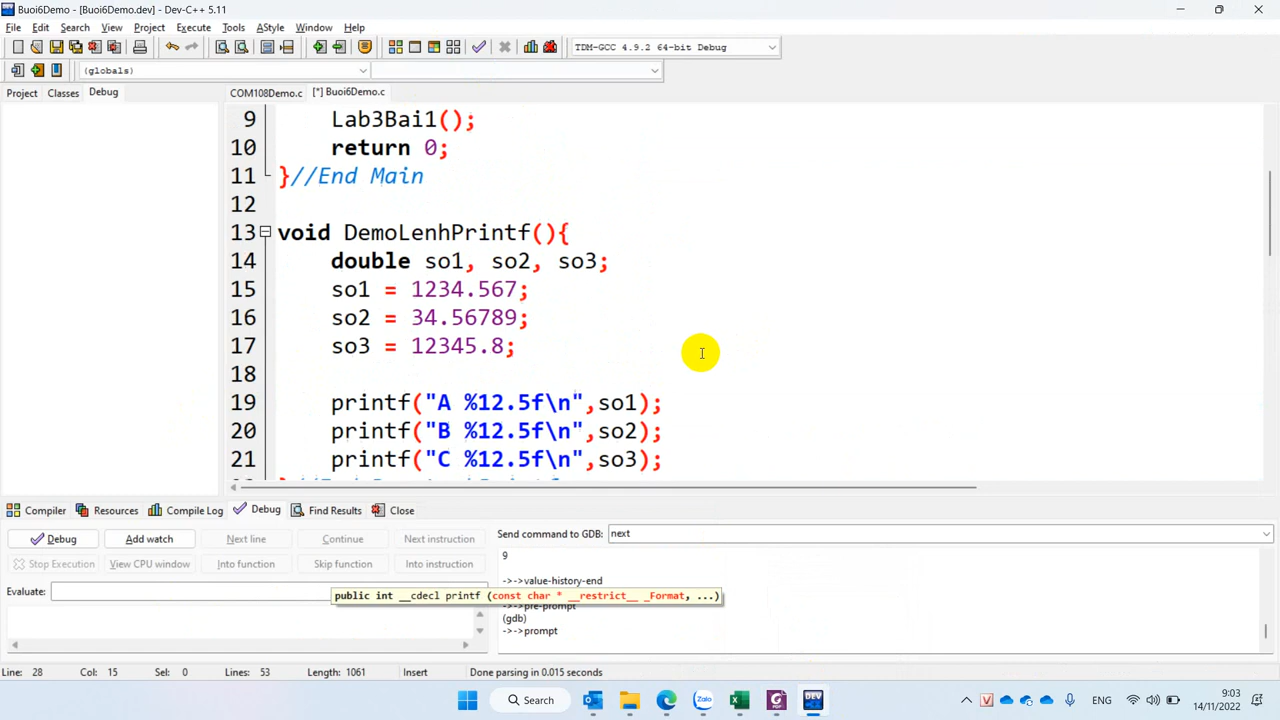 Buoi6Demo - [Buoi6Demo.dev] - Dev-C++ 5.11
File Edit Search View Project Execute Tools AStyle Window Help
TDM-GCC 4.9.2 64-bit Debug
(globals)
Project Classes Debug COM108Demo.c [*] Buoi6Demo.c
9 Lab3Bai1();
10 return 0;
11 }//End Main
12
13 void DemoLenhPrintf(){
14 double so1, so2, so3;
15 so1 = 1234.567;
16 so2 = 34.56789;
17 so3 = 12345.8;
18
19 printf("A %12.5f\n",so1);
20 printf("B %12.5f\n",so2);
21 printf("C %12.5f\n",so3);
Compiler Resources Compile Log Debug Find Results Close
Debug Add watch Next line Continue Next instruction Send command to GDB: next
Stop Execution View CPU window Into function Skip function Into instruction
9
->->value-history-end
Evaluate:
public int __cdecl printf (const char * __restrict__ _Format, ...)
->->pre-prompt
(gdb)
->->prompt
Line: 28 Col: 15 Sel: 0 Lines: 53 Length: 1061 Insert Done parsing in 0.015 seconds
Search Zalo ENG 9:03
14/11/2022